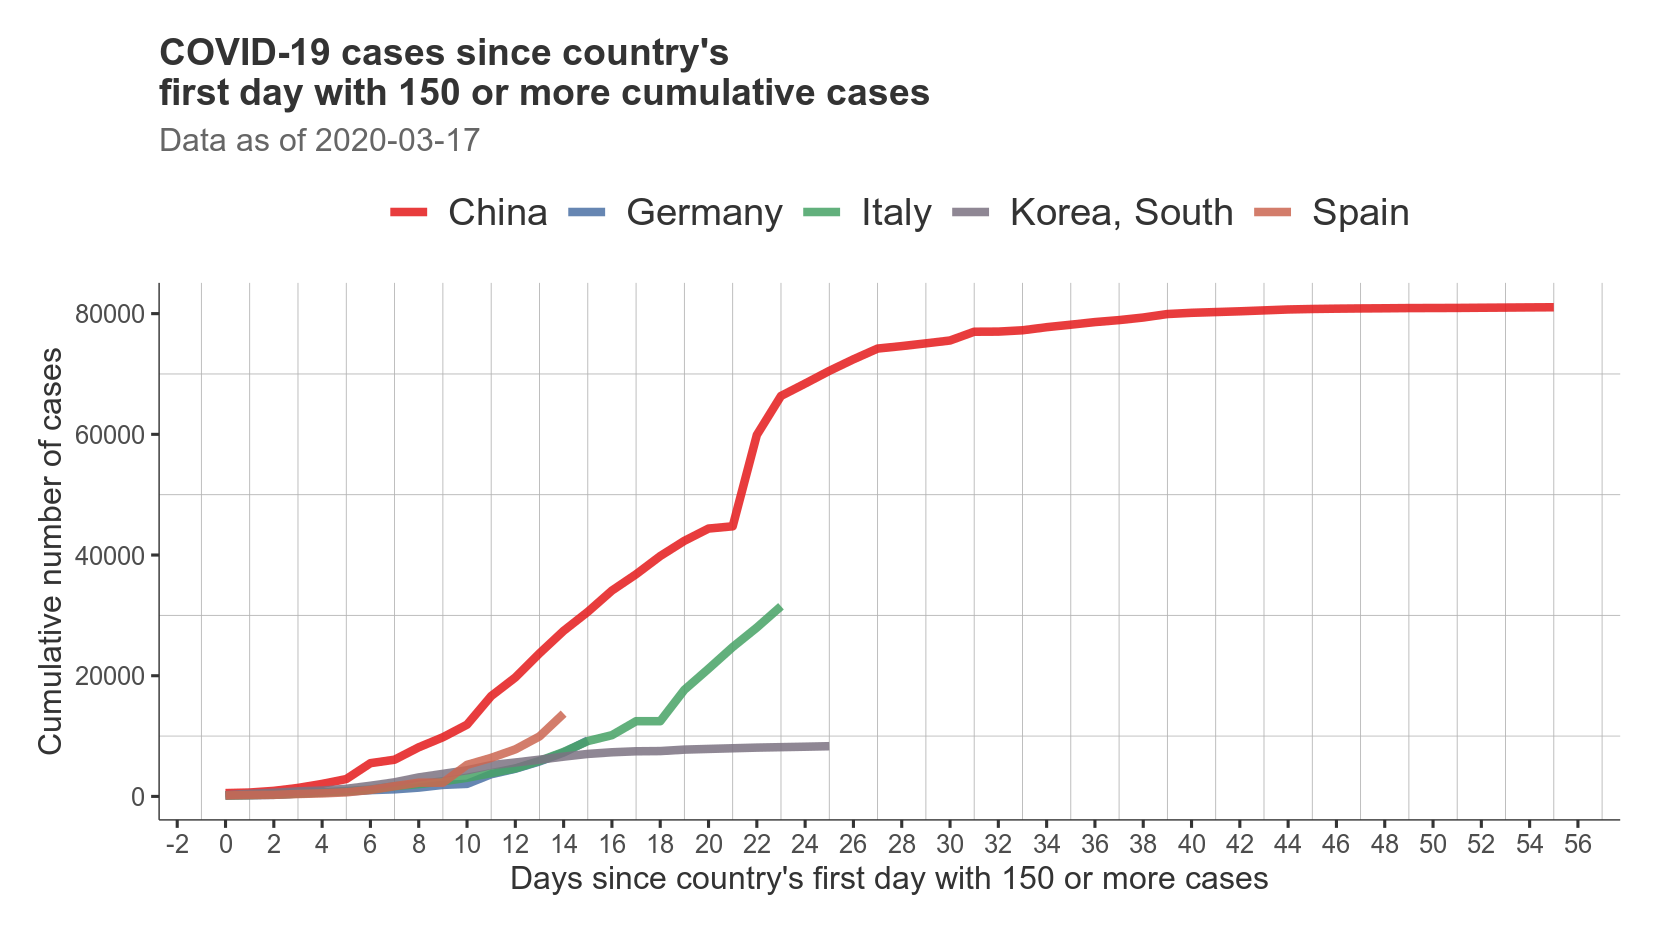 COVID-19 cases since country's
first day with 150 or more cumulative cases
Data as of 2020-03-17
China Germany Italy Korea, South Spain
Cumulative number of cases
80000
60000
40000
20000
0
-2 0 2 4 6 8 10 12 14 16 18 20 22 24 26 28 30 32 34 36 38 40 42 44 46 48 50 52 54 56
Days since country's first day with 150 or more cases